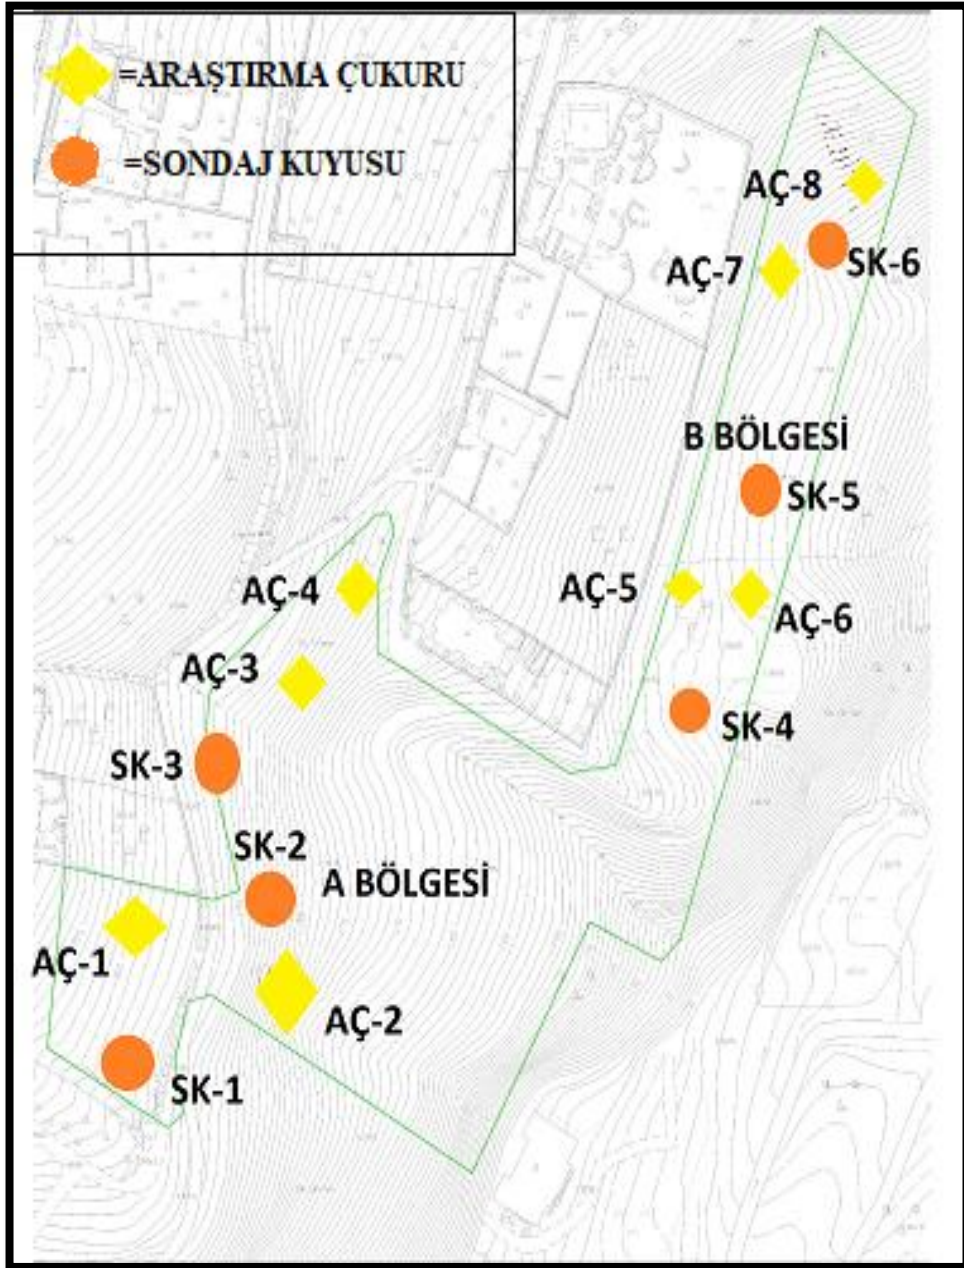 =ARAŞTIRMA ÇUKURU
=SONDAJ KUYUSU
AÇ-8
SK-6
AÇ-7
B BÖLGESİ
SK-5
AÇ-4
AÇ-5
AÇ-6
AÇ-3
SK-4
SK-3
SK-2
A BÖLGESİ
AÇ-1
AÇ-2
SK-1